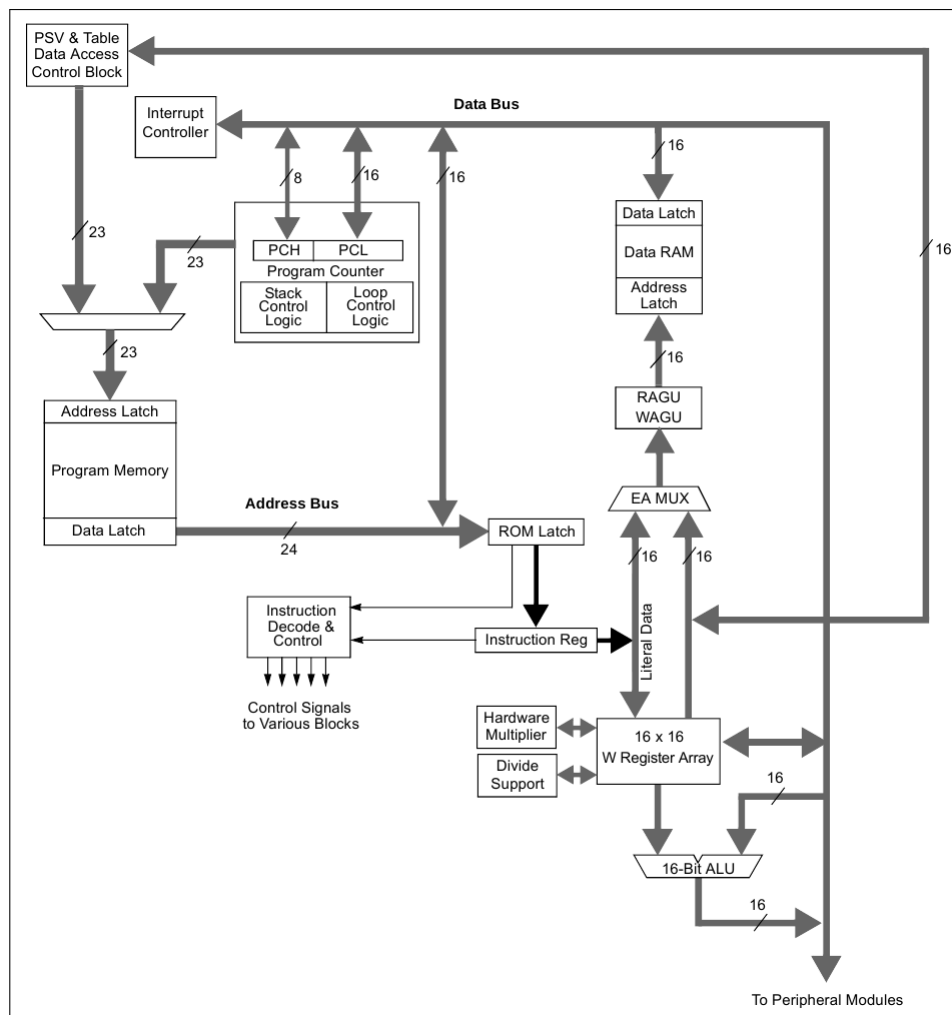 PSV & Table
Data Access
Control Block
Interrupt
Controller
Data Bus
8
16
16
16
16
23
23
PCH
PCL
Program Counter
Stack
Control
Logic
Loop
Control
Logic
Data Latch
Data RAM
Address
Latch
23
16
Address Latch
Program Memory
Data Latch
RAGU
WAGU
EA MUX
Address Bus
24
ROM Latch
16
16
Instruction
Decode &
Control
Instruction Reg
Literal Data
Control Signals
to Various Blocks
Hardware
Multiplier
Divide
Support
16 x 16
W Register Array
16
16-Bit ALU
16
To Peripheral Modules